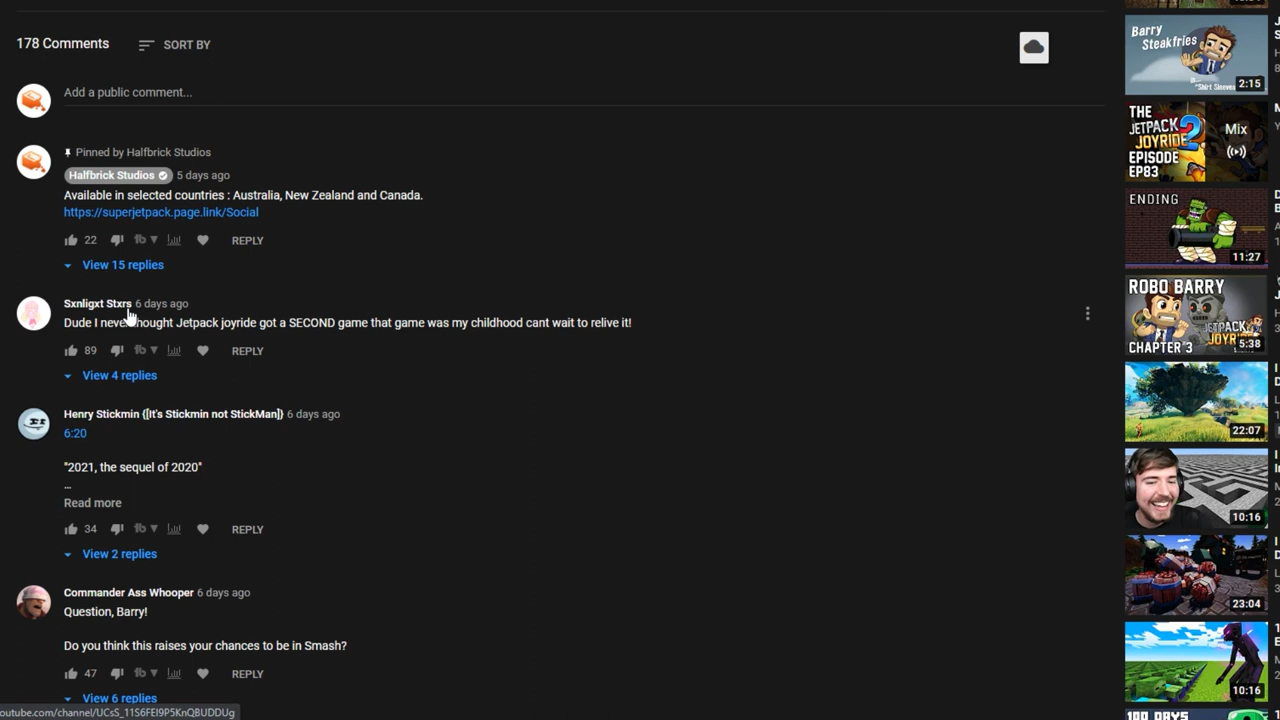 178 Comments
SORT BY
Add a public comment...
Pinned by Halfbrick Studios
Halfbrick Studios 5 days ago
Available in selected countries : Australia, New Zealand and Canada.
https://superjetpack.page.link/Social
22
REPLY
View 15 replies
Sxnligxt Stxrs 6 days ago
Dude I never thought Jetpack joyride got a SECOND game that game was my childhood cant wait to relive it!
89
REPLY
View 4 replies
Henry Stickmin {[It's Stickmin not StickMan]} 6 days ago
6:20
"2021, the sequel of 2020"
...
Read more
34
REPLY
View 2 replies
Commander Ass Whooper 6 days ago
Question, Barry!
Do you think this raises your chances to be in Smash?
47
REPLY
View 6 replies
outube.com/channel/UCsS_11S6FEI9P5KnQBUDDUg
Barry
Steakfries
in...
"Shirt Sleeves"
2:15
THE
JETPACK
JOYRIDE 2
EPISODE
EP83
Mix
ENDING
11:27
ROBO BARRY
JETPACK
JOYRIDE
CHAPTER 3
5:38
22:07
10:16
23:04
10:16
100 DAYS